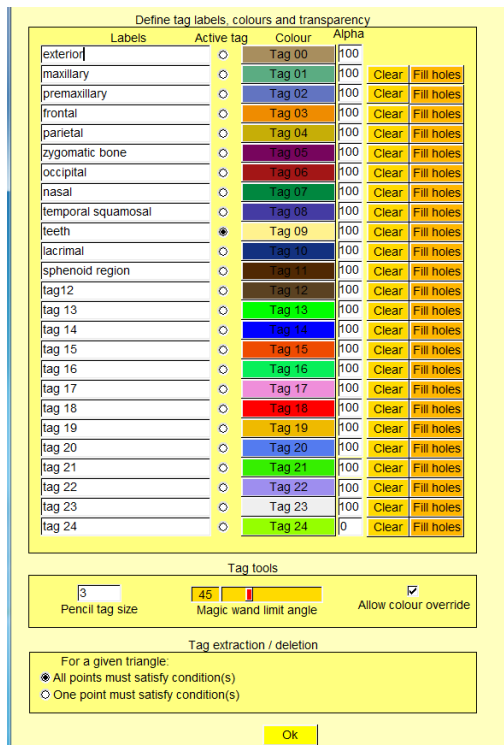 Define tag labels, colours and transparency
Labels Active tag Colour Alpha
exterior Tag 00 100
maxillary Tag 01 100 Clear Fill holes
premaxillary Tag 02 100 Clear Fill holes
frontal Tag 03 100 Clear Fill holes
parietal Tag 04 100 Clear Fill holes
zygomatic bone Tag 05 100 Clear Fill holes
occipital Tag 06 100 Clear Fill holes
nasal Tag 07 100 Clear Fill holes
temporal squamosal Tag 08 100 Clear Fill holes
teeth Tag 09 100 Clear Fill holes
lacrimal Tag 10 100 Clear Fill holes
sphenoid region Tag 11 100 Clear Fill holes
tag12 Tag 12 100 Clear Fill holes
tag 13 Tag 13 100 Clear Fill holes
tag 14 Tag 14 100 Clear Fill holes
tag 15 Tag 15 100 Clear Fill holes
tag 16 Tag 16 100 Clear Fill holes
tag 17 Tag 17 100 Clear Fill holes
tag 18 Tag 18 100 Clear Fill holes
tag 19 Tag 19 100 Clear Fill holes
tag 20 Tag 20 100 Clear Fill holes
tag 21 Tag 21 100 Clear Fill holes
tag 22 Tag 22 100 Clear Fill holes
tag 23 Tag 23 100 Clear Fill holes
tag 24 Tag 24 0 Clear Fill holes
Tag tools
3 45
Pencil tag size Magic wand limit angle Allow colour override
Tag extraction / deletion
For a given triangle:
All points must satisfy condition(s)
One point must satisfy condition(s)
Ok